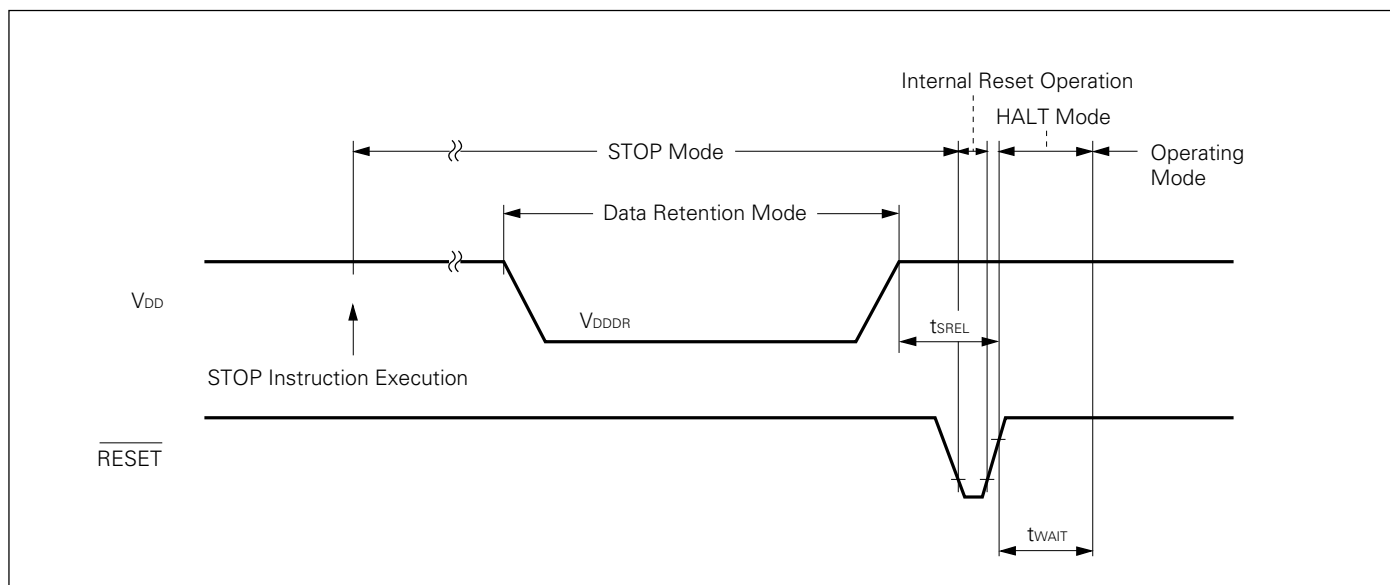 Internal Reset Operation
HALT Mode
STOP Mode
Operating
Mode
Data Retention Mode
VDD
VDDDR
tSREL
STOP Instruction Execution
RESET
tWAIT